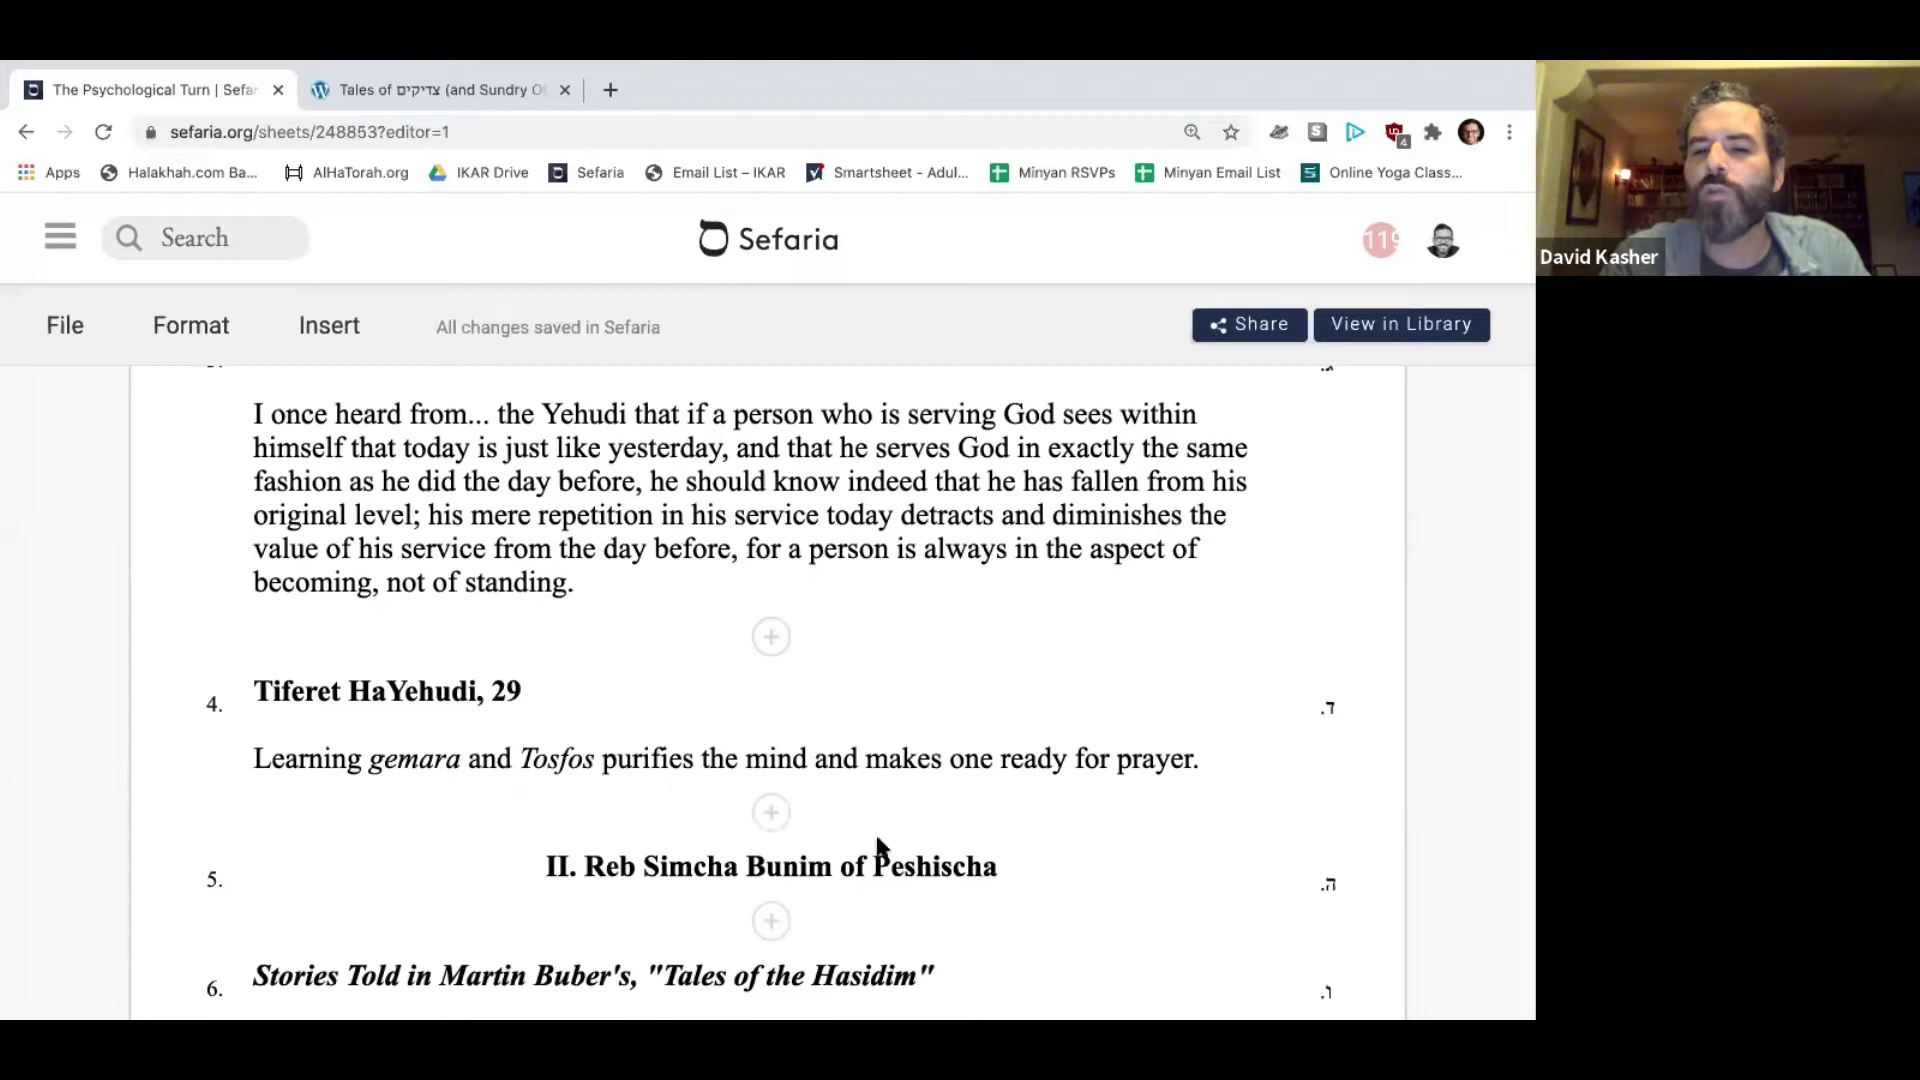 The Psychological Turn | Sefar
Tales of צדיקים (and Sundry O
sefaria.org/sheets/248853?editor=1
4
Apps
Halakhah.com Ba...
AlHaTorah.org
IKAR Drive
Sefaria
Email List – IKAR
Smartsheet - Adul...
Minyan RSVPs
Minyan Email List
Online Yoga Class...
Search
Sefaria
119
David Kasher
File
Format
Insert
All changes saved in Sefaria
Share
View in Library
I once heard from... the Yehudi that if a person who is serving God sees within
himself that today is just like yesterday, and that he serves God in exactly the same
fashion as he did the day before, he should know indeed that he has fallen from his
original level; his mere repetition in his service today detracts and diminishes the
value of his service from the day before, for a person is always in the aspect of
becoming, not of standing.
4. Tiferet HaYehudi, 29 ד.
Learning gemara and Tosfos purifies the mind and makes one ready for prayer.
5. II. Reb Simcha Bunim of Peshischa ה.
6. Stories Told in Martin Buber's, "Tales of the Hasidim" ו.